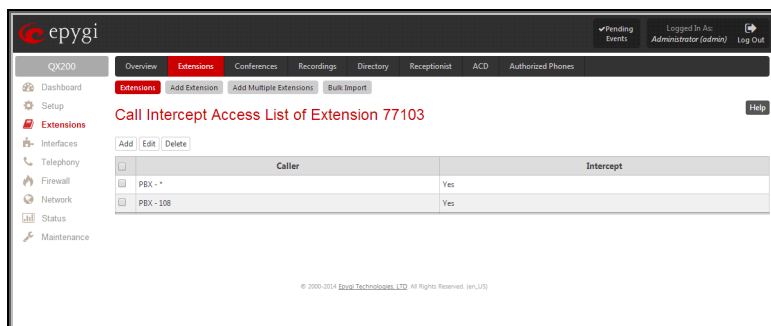 epygi
✔Pending Events
Logged In As:
Administrator (admin)
Log Out
QX200
Overview Extensions Conferences Recordings Directory Receptionist ACD Authorized Phones
Dashboard
Setup
Extensions
Interfaces
Telephony
Firewall
Network
Status
Maintenance
Extensions Add Extension Add Multiple Extensions Bulk Import
Call Intercept Access List of Extension 77103
Help
Add Edit Delete
Caller Intercept
PBX - * Yes
PBX - 108 Yes
© 2000-2014 Epygi Technologies, LTD. All Rights Reserved. (en_US)